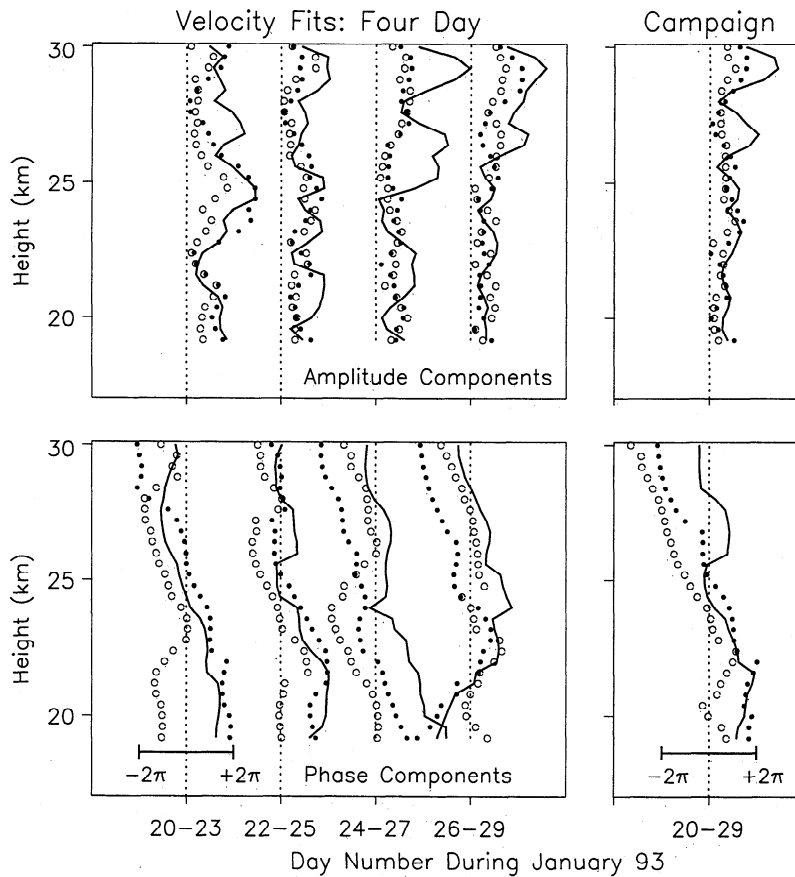 Velocity Fits: Four Day Campaign
30
25
20
Height (km)
Amplitude Components
30
25
20
Height (km)
−2π +2π
Phase Components
−2π +2π
20−23 22−25 24−27 26−29 20−29
Day Number During January 93